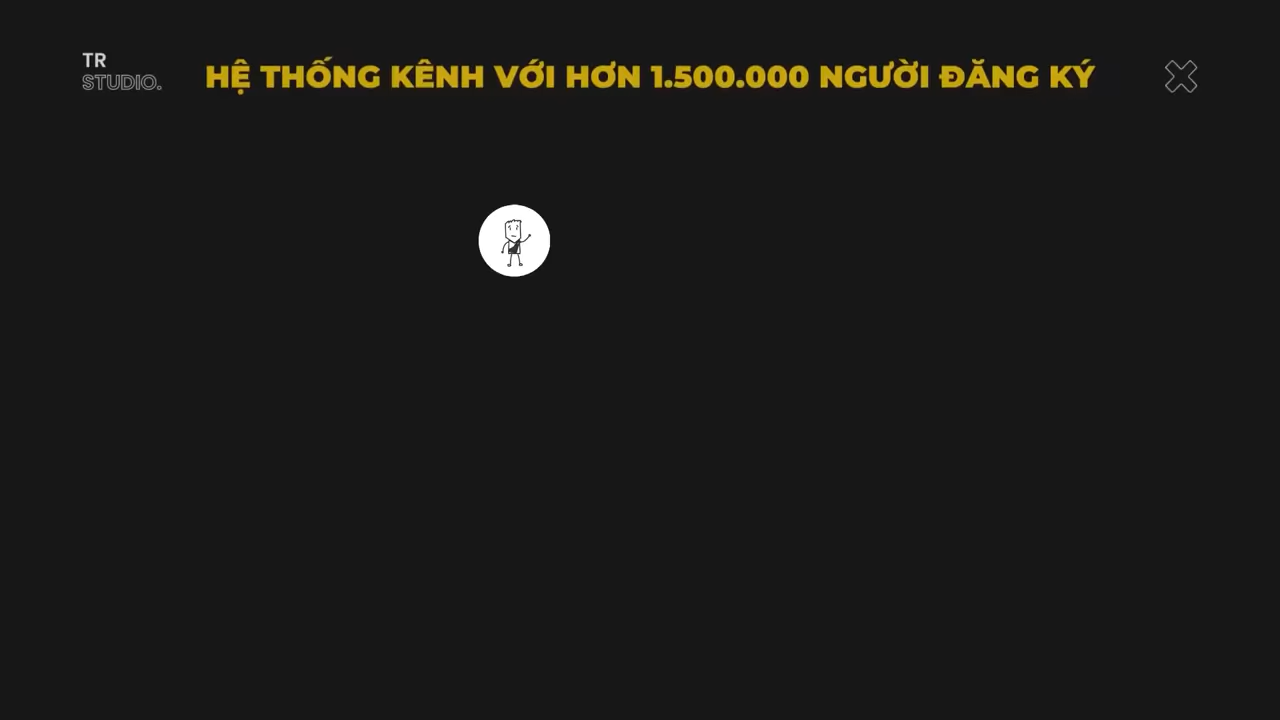 TR
STUDIO.
HỆ THỐNG KÊNH VỚI HƠN 1.500.000 NGƯỜI ĐĂNG KÝ